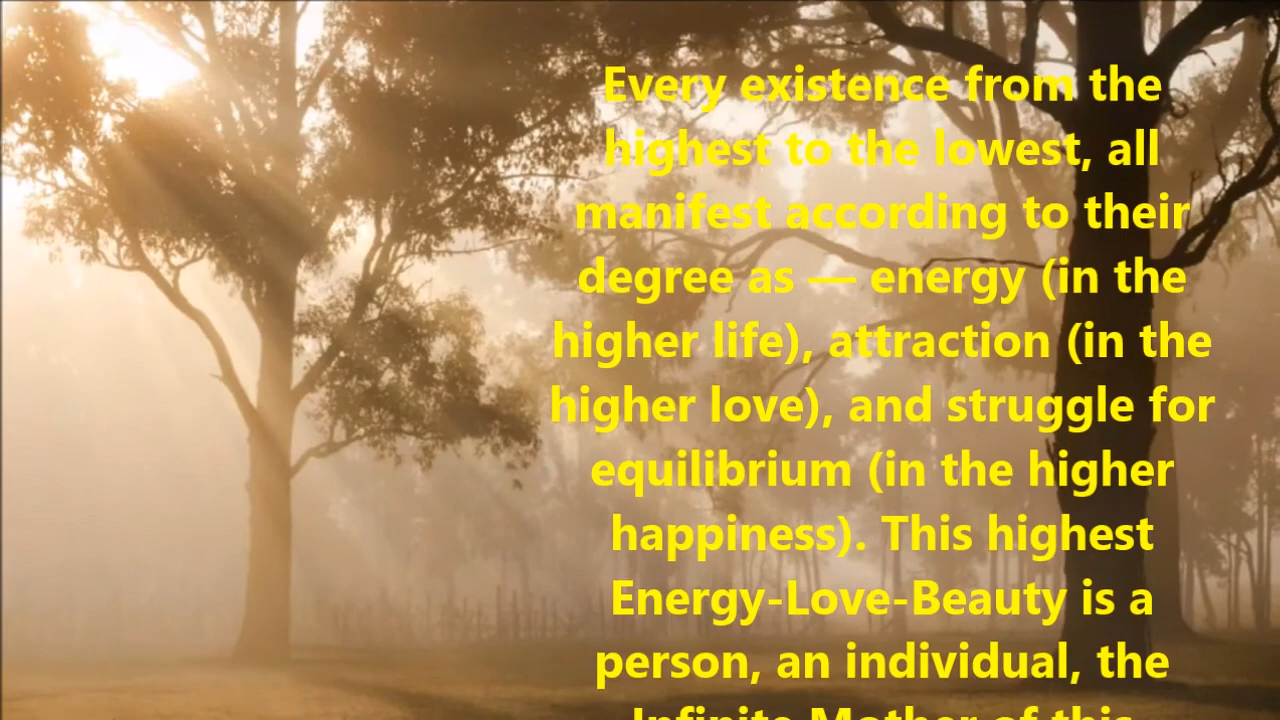 Every existence from the
highest to the lowest, all
manifest according to their
degree as — energy (in the
higher life), attraction (in the
higher love), and struggle for
equilibrium (in the higher
happiness). This highest
Energy-Love-Beauty is a
person, an individual, the
Infinite Mother of this